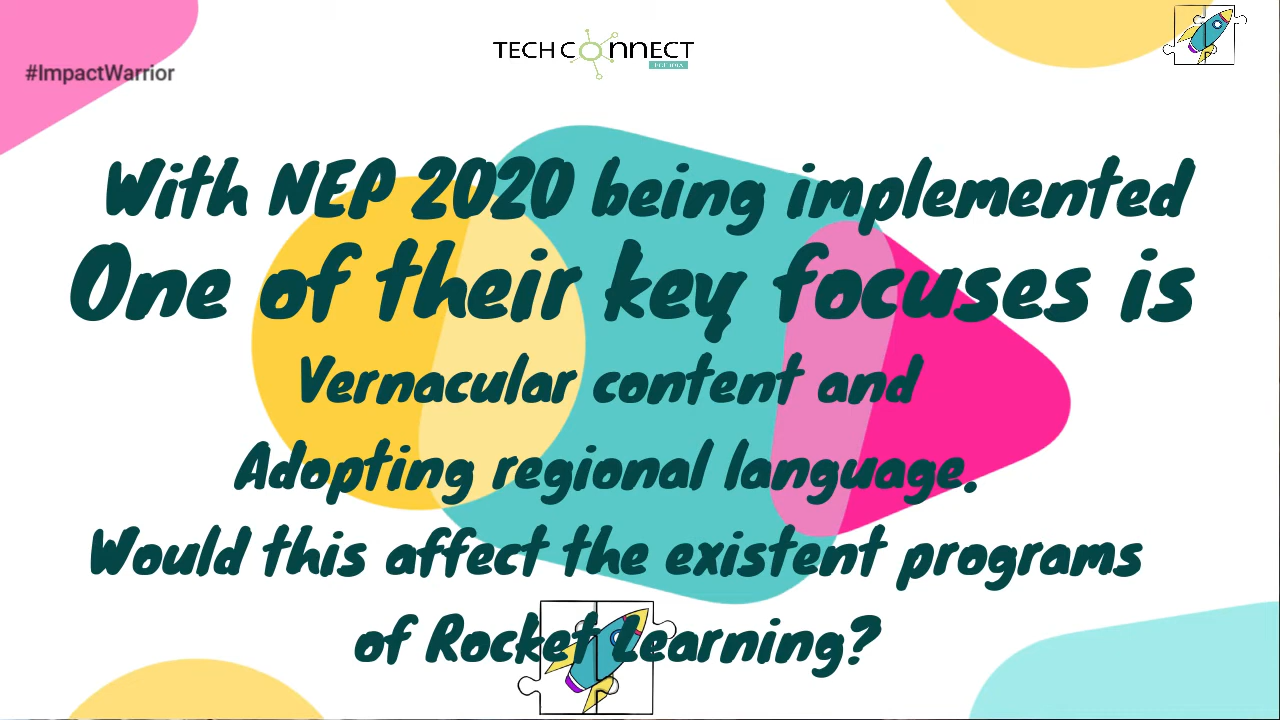 #ImpactWarrior
TECH CONNECT
With NEP 2020 being implemented
One of their key focuses is
Vernacular content and
Adopting regional language.
Would this affect the existent programs
of Rocket Learning?